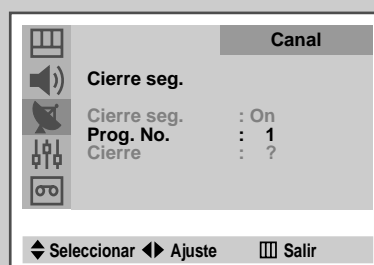 Canal
Cierre seg.
Cierre seg. : On
Prog. No. : 1
Cierre : ?
Seleccionar Ajuste Salir